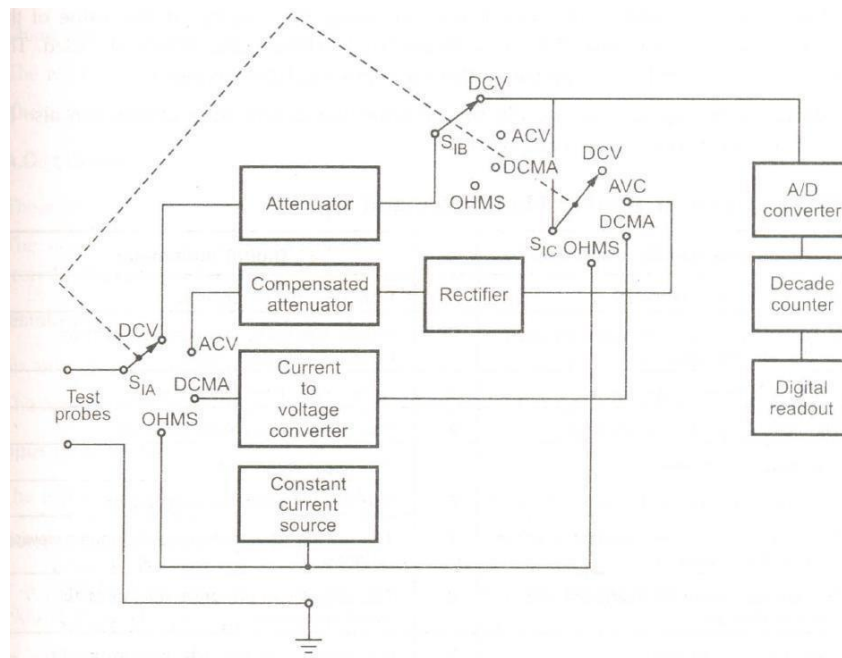 DCV
S_IB
ACV
DCMA
OHMS
DCV
AVC
DCMA
S_IC
OHMS
A/D
converter
Attenuator
Compensated
attenuator
Rectifier
Decade
counter
DCV
ACV
S_IA
DCMA
Test
probes
OHMS
Current
to
voltage
converter
Digital
readout
Constant
current
source